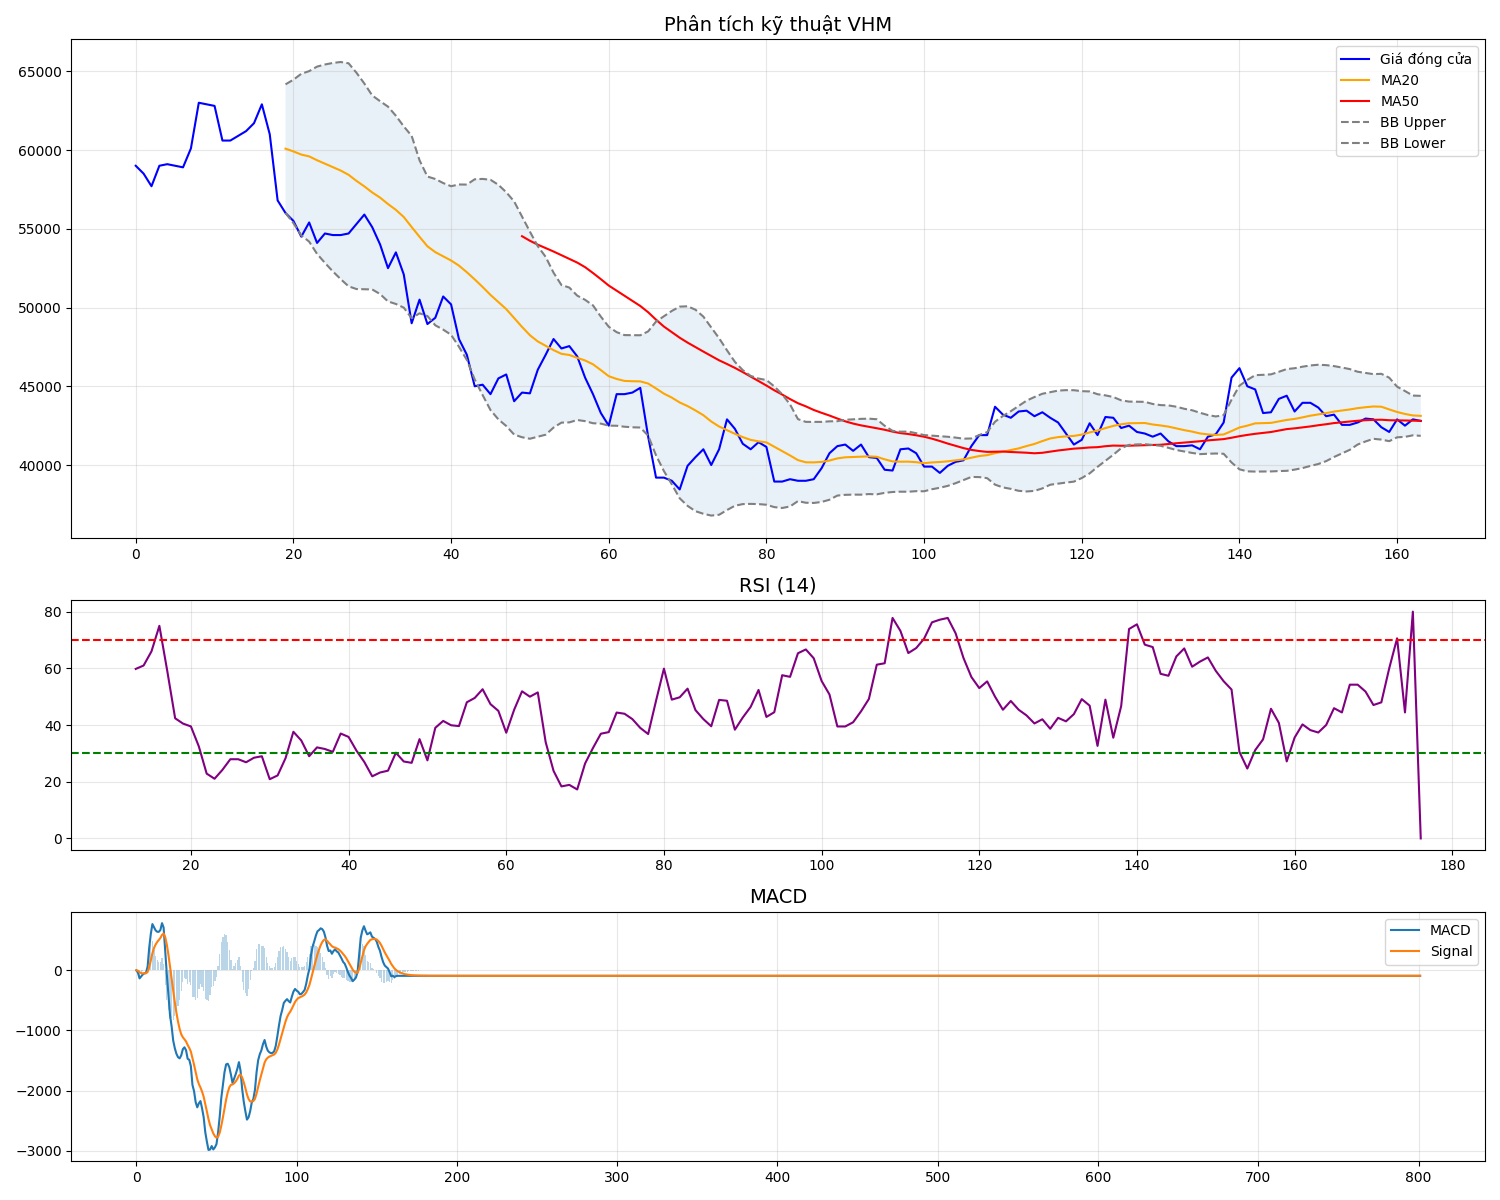 Phân tích kỹ thuật VHM
65000
60000
55000
50000
45000
40000
Giá đóng cửa
MA20
MA50
BB Upper
BB Lower
0 20 40 60 80 100 120 140 160
RSI (14)
80
60
40
20
0
20 40 60 80 100 120 140 160 180
MACD
0
−1000
−2000
−3000
MACD
Signal
0 100 200 300 400 500 600 700 800